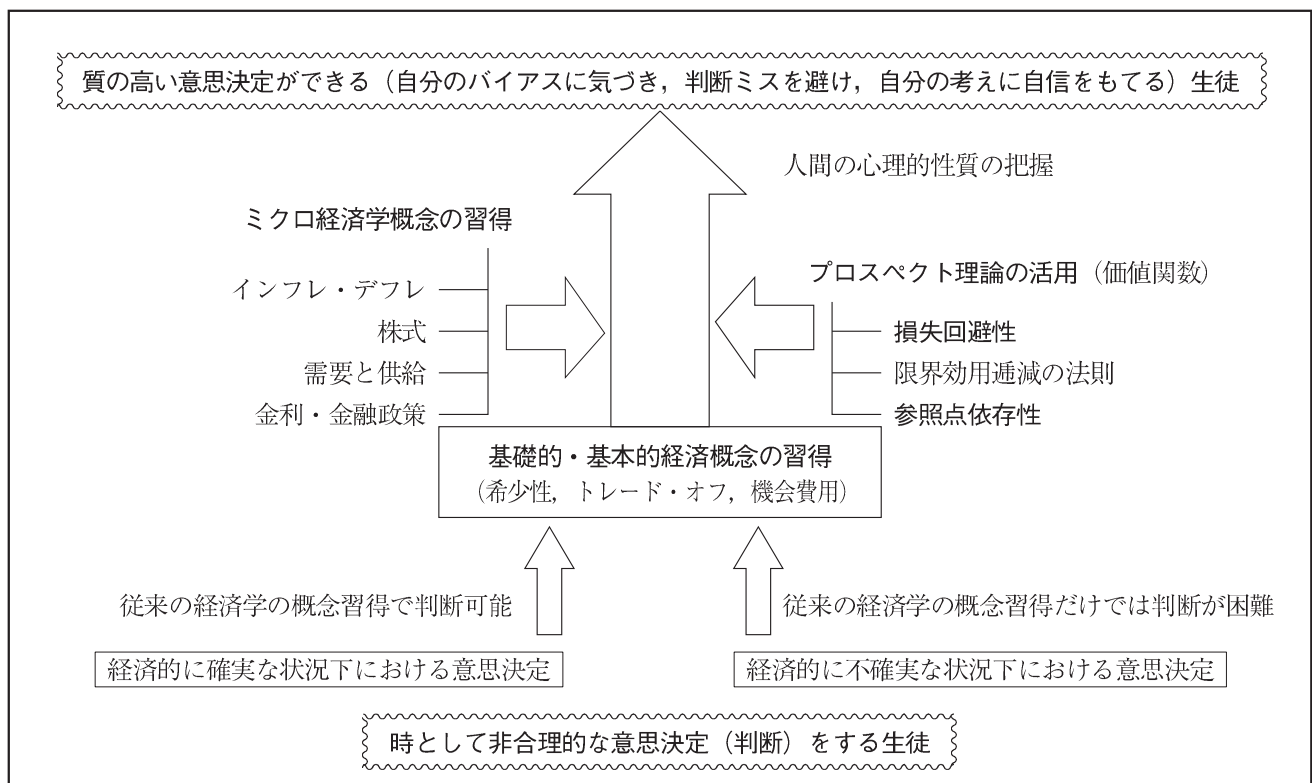 質の高い意思決定ができる（自分のバイアスに気づき，判断ミスを避け，自分の考えに自信をもてる）生徒
人間の心理的性質の把握
ミクロ経済学概念の習得
インフレ・デフレ
株式
需要と供給
金利・金融政策
プロスペクト理論の活用（価値関数）
損失回避性
限界効用逓減の法則
参照点依存性
基礎的・基本的経済概念の習得
（希少性，トレード・オフ，機会費用）
従来の経済学の概念習得で判断可能
従来の経済学の概念習得だけでは判断が困難
経済的に確実な状況下における意思決定
経済的に不確実な状況下における意思決定
時として非合理的な意思決定（判断）をする生徒